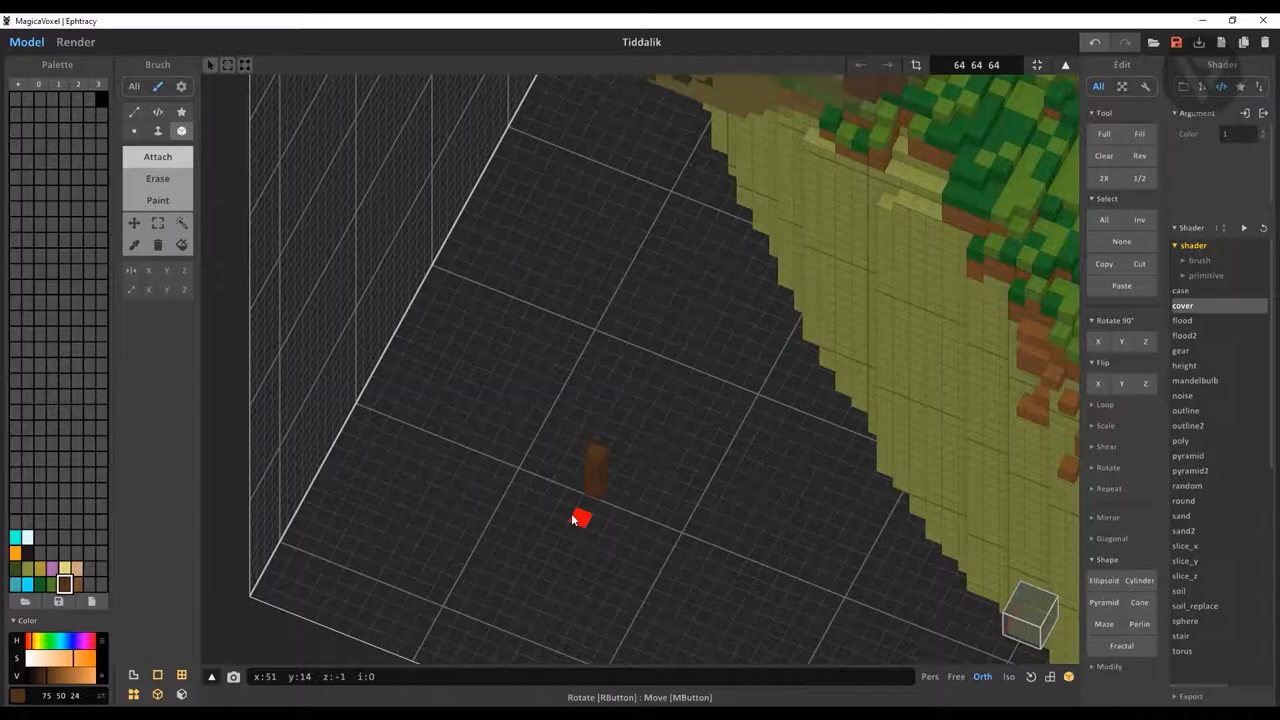 MagicaVoxel | Ephtracy
Model Render
Tiddalik
Palette
Brush
64 64 64
Edit
Shader
0 1 2 3
All
All
Argument
Color 1
Tool
Full Fill
Clear Rev
2X 1/2
Attach
Erase
Paint
Select
All Inv
None
Copy Cut
Paste
X Y Z
X Y Z
Rotate 90°
X Y Z
Flip
X Y Z
Loop
Scale
Shear
Rotate
Repeat
Mirror
Diagonal
Shape
Ellipsoid Cylinder
Pyramid Cone
Maze Perlin
Fractal
Modify
Shader
shader
brush
primitive
case
cover
flood
flood2
gear
height
mandelbulb
noise
outline
outline2
poly
pyramid
pyramid2
random
round
sand
sand2
slice_x
slice_y
slice_z
soil
soil_replace
sphere
stair
torus
Export
Color
H
S
V
75 50 24
x:51 y:14 z:-1 i:0
Pers Free Orth Iso
Rotate [RButton] : Move [MButton]